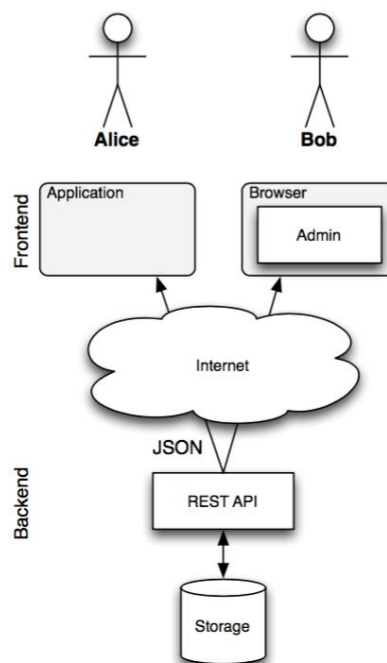 Alice
Bob
Frontend
Application
Browser
Admin
Internet
JSON
Backend
REST API
Storage